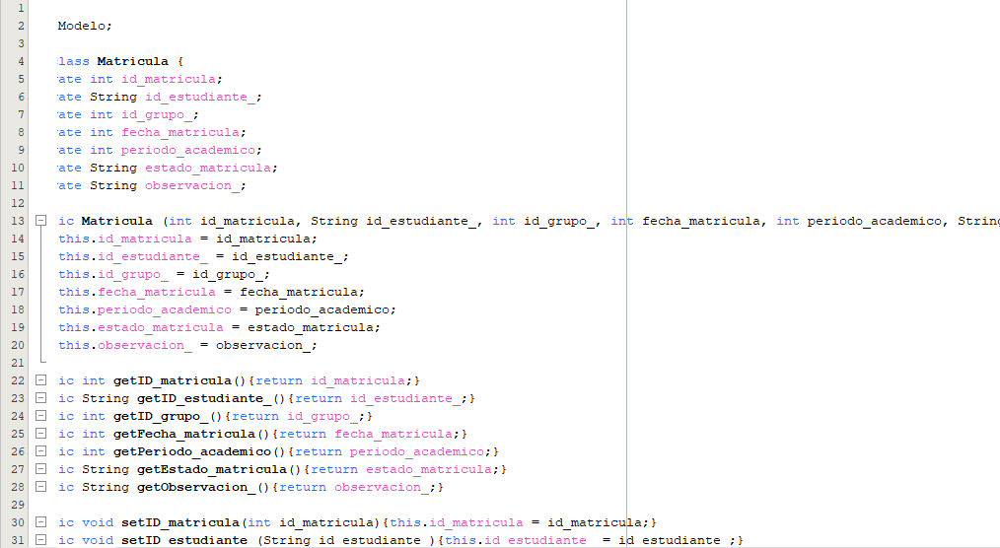 1
2 Modelo;
3
4 lass Matricula {
5 ate int id_matricula;
6 ate String id_estudiante_;
7 ate int id_grupo_;
8 ate int fecha_matricula;
9 ate int periodo_academico;
10 ate String estado_matricula;
11 ate String observacion_;
12
13 ic Matricula (int id_matricula, String id_estudiante_, int id_grupo_, int fecha_matricula, int periodo_academico, String
14 this.id_matricula = id_matricula;
15 this.id_estudiante_ = id_estudiante_;
16 this.id_grupo_ = id_grupo_;
17 this.fecha_matricula = fecha_matricula;
18 this.periodo_academico = periodo_academico;
19 this.estado_matricula = estado_matricula;
20 this.observacion_ = observacion_;
21
22 ic int getID_matricula(){return id_matricula;}
23 ic String getID_estudiante_(){return id_estudiante_;}
24 ic int getID_grupo_(){return id_grupo_;}
25 ic int getFecha_matricula(){return fecha_matricula;}
26 ic int getPeriodo_academico(){return periodo_academico;}
27 ic String getEstado_matricula(){return estado_matricula;}
28 ic String getObservacion_(){return observacion_;}
29
30 ic void setID_matricula(int id_matricula){this.id_matricula = id_matricula;}
31 ic void setID_estudiante_(String id_estudiante_){this.id_estudiante_ = id_estudiante_;}